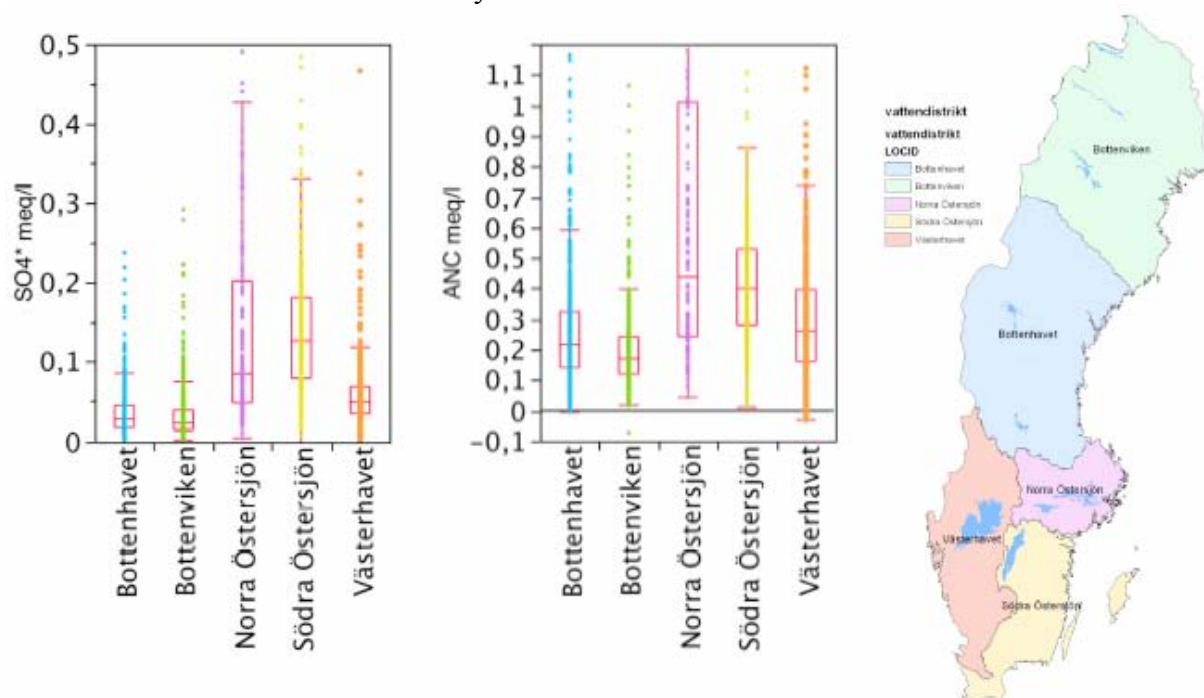 y
SO4* meq/l
0,5
0,4
0,3
0,2
0,1
0
Bottenhavet
Bottenviken
Norra Östersjön
Södra Östersjön
Västerhavet
ANC meq/l
1,1
1
0,9
0,8
0,7
0,6
0,5
0,4
0,3
0,2
0,1
0
-0,1
Bottenhavet
Bottenviken
Norra Östersjön
Södra Östersjön
Västerhavet
vattendistrikt
vattendistrikt
LOCID
Bottenhavet
Bottenviken
Norra Östersjön
Södra Östersjön
Västerhavet
Bottenviken
Bottenhavet
Norra Östersjön
Västerhavet
Södra Östersjön